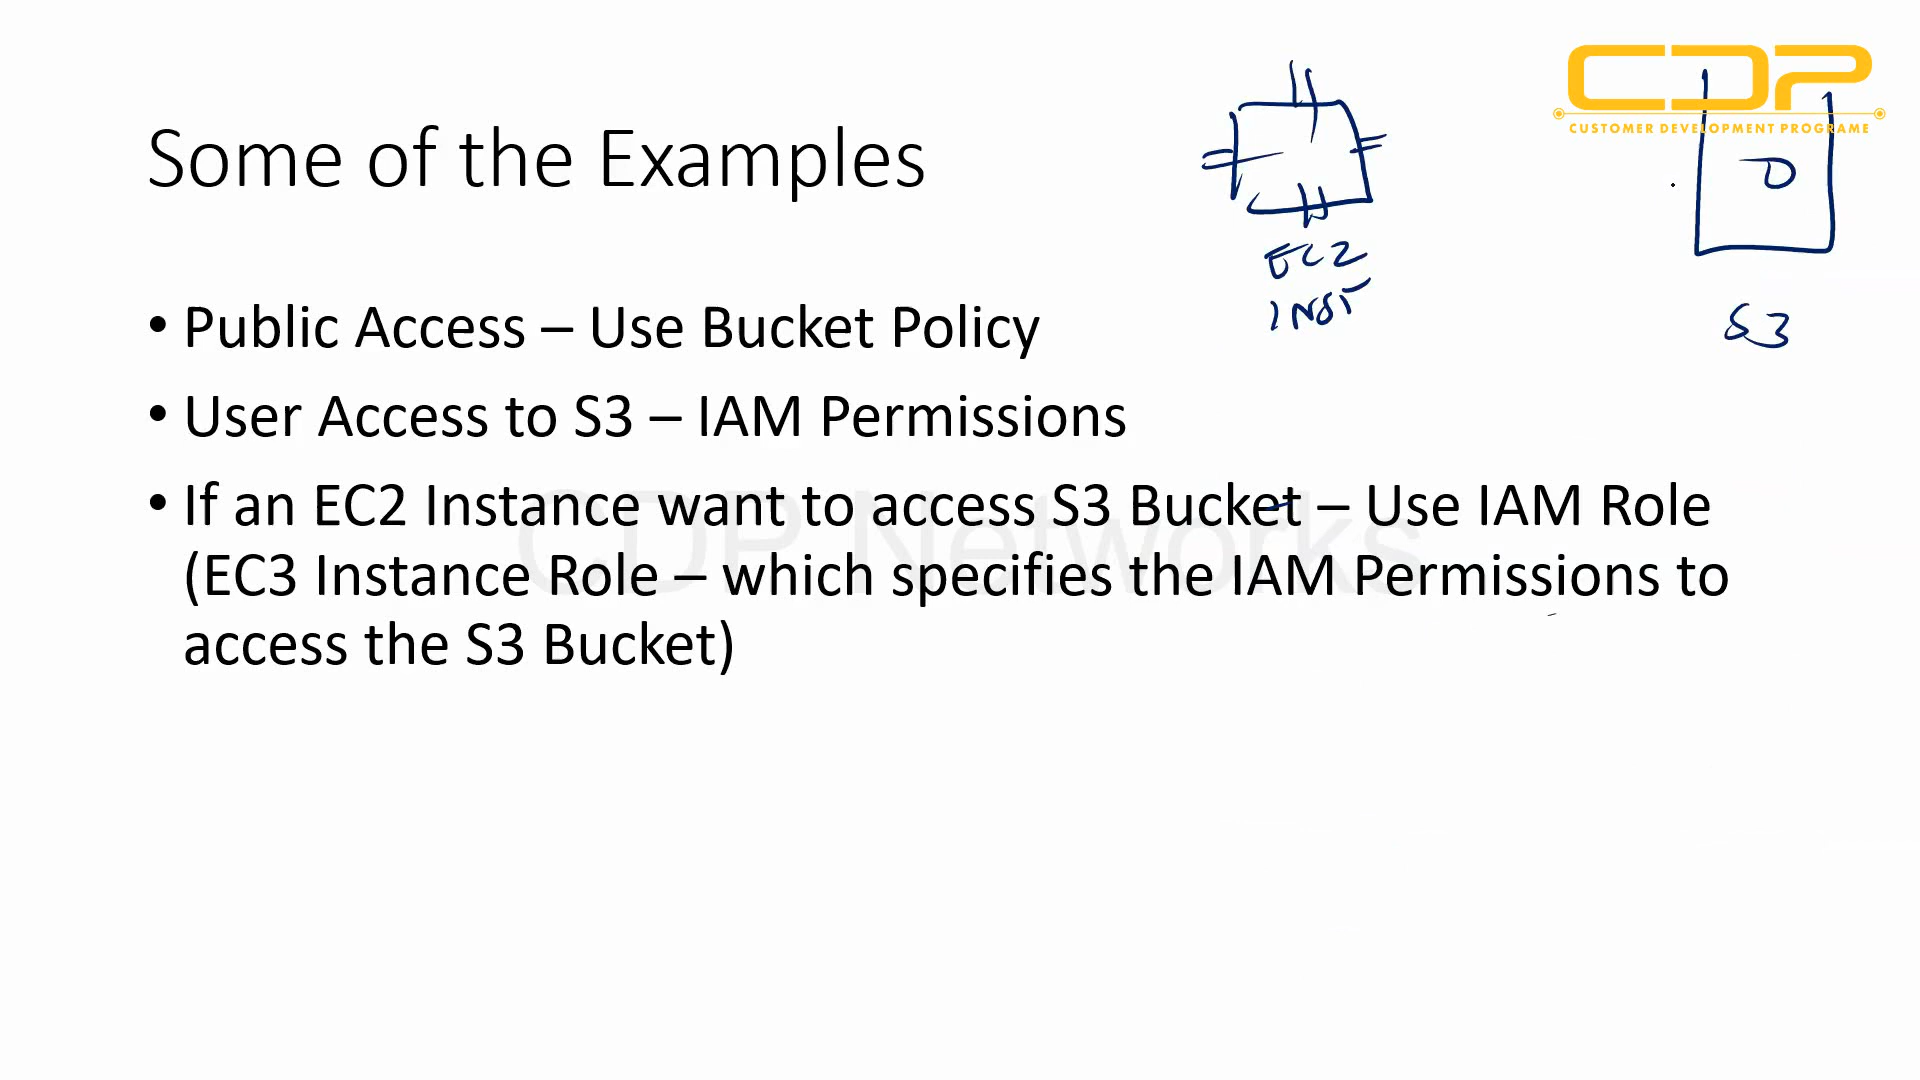 CDP
CUSTOMER DEVELOPMENT PROGRAME
Some of the Examples
EC2
INST
S3
D
• Public Access – Use Bucket Policy
• User Access to S3 – IAM Permissions
• If an EC2 Instance want to access S3 Bucket – Use IAM Role
(EC3 Instance Role – which specifies the IAM Permissions to
access the S3 Bucket)
CDP Networks